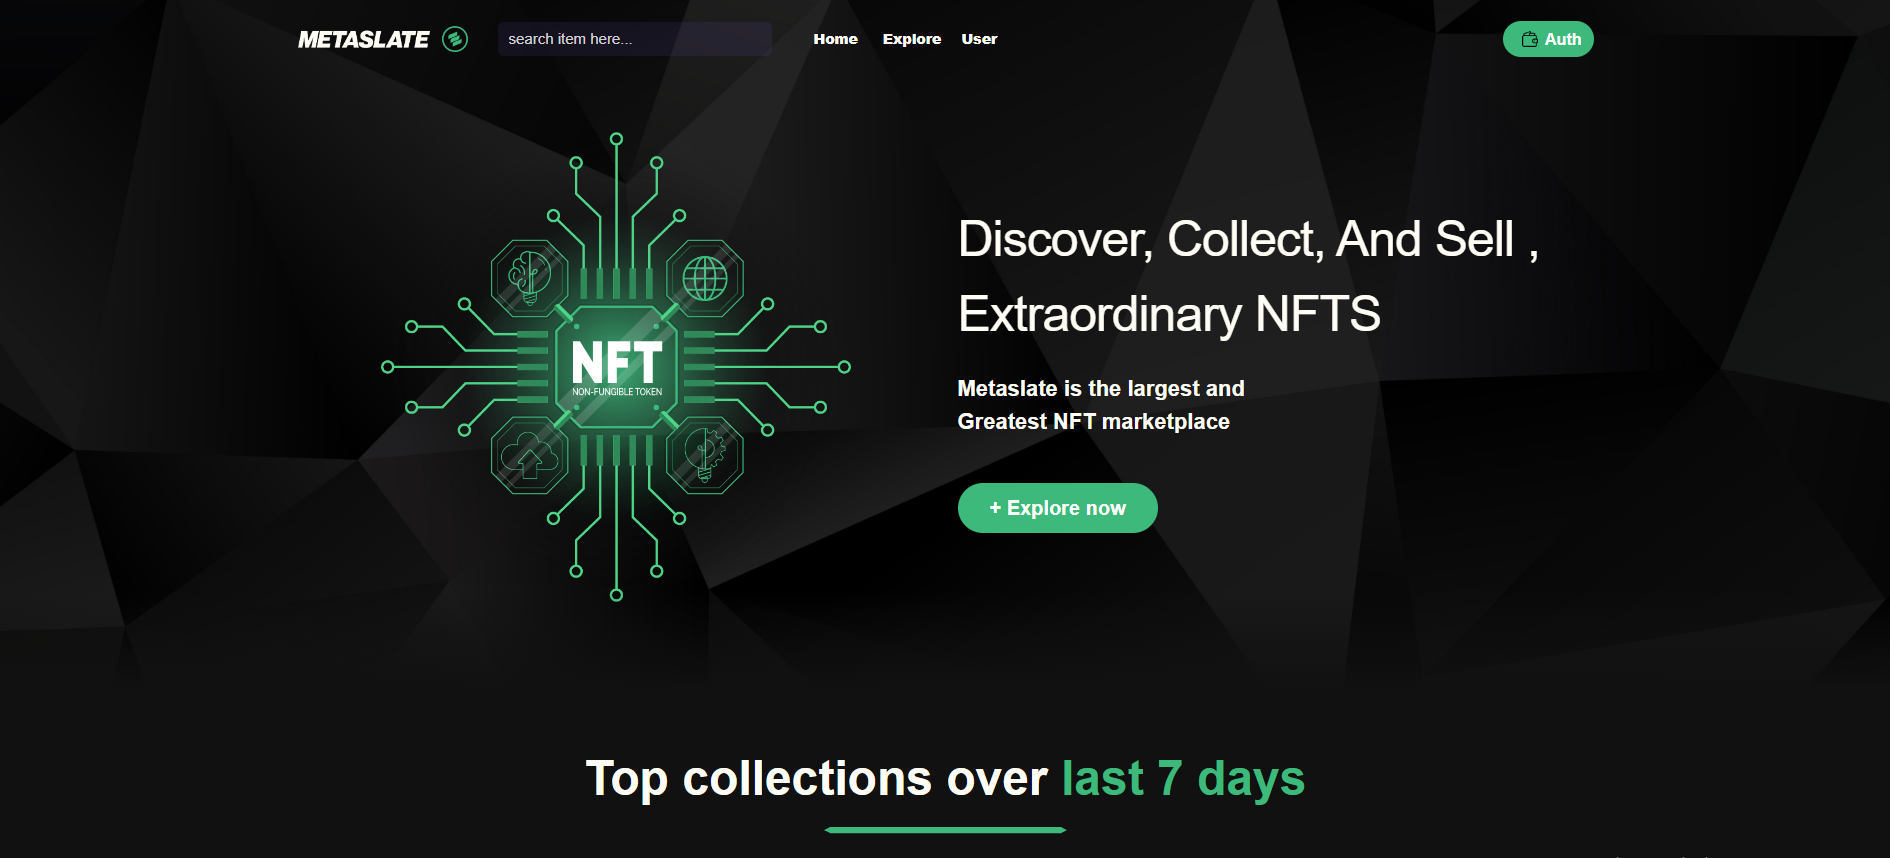 METASLATE
search item here...
Home
Explore
User
Auth
Discover, Collect, And Sell ,
Extraordinary NFTS
NFT
NON-FUNGIBLE TOKEN
Metaslate is the largest and
Greatest NFT marketplace
+ Explore now
Top collections over last 7 days